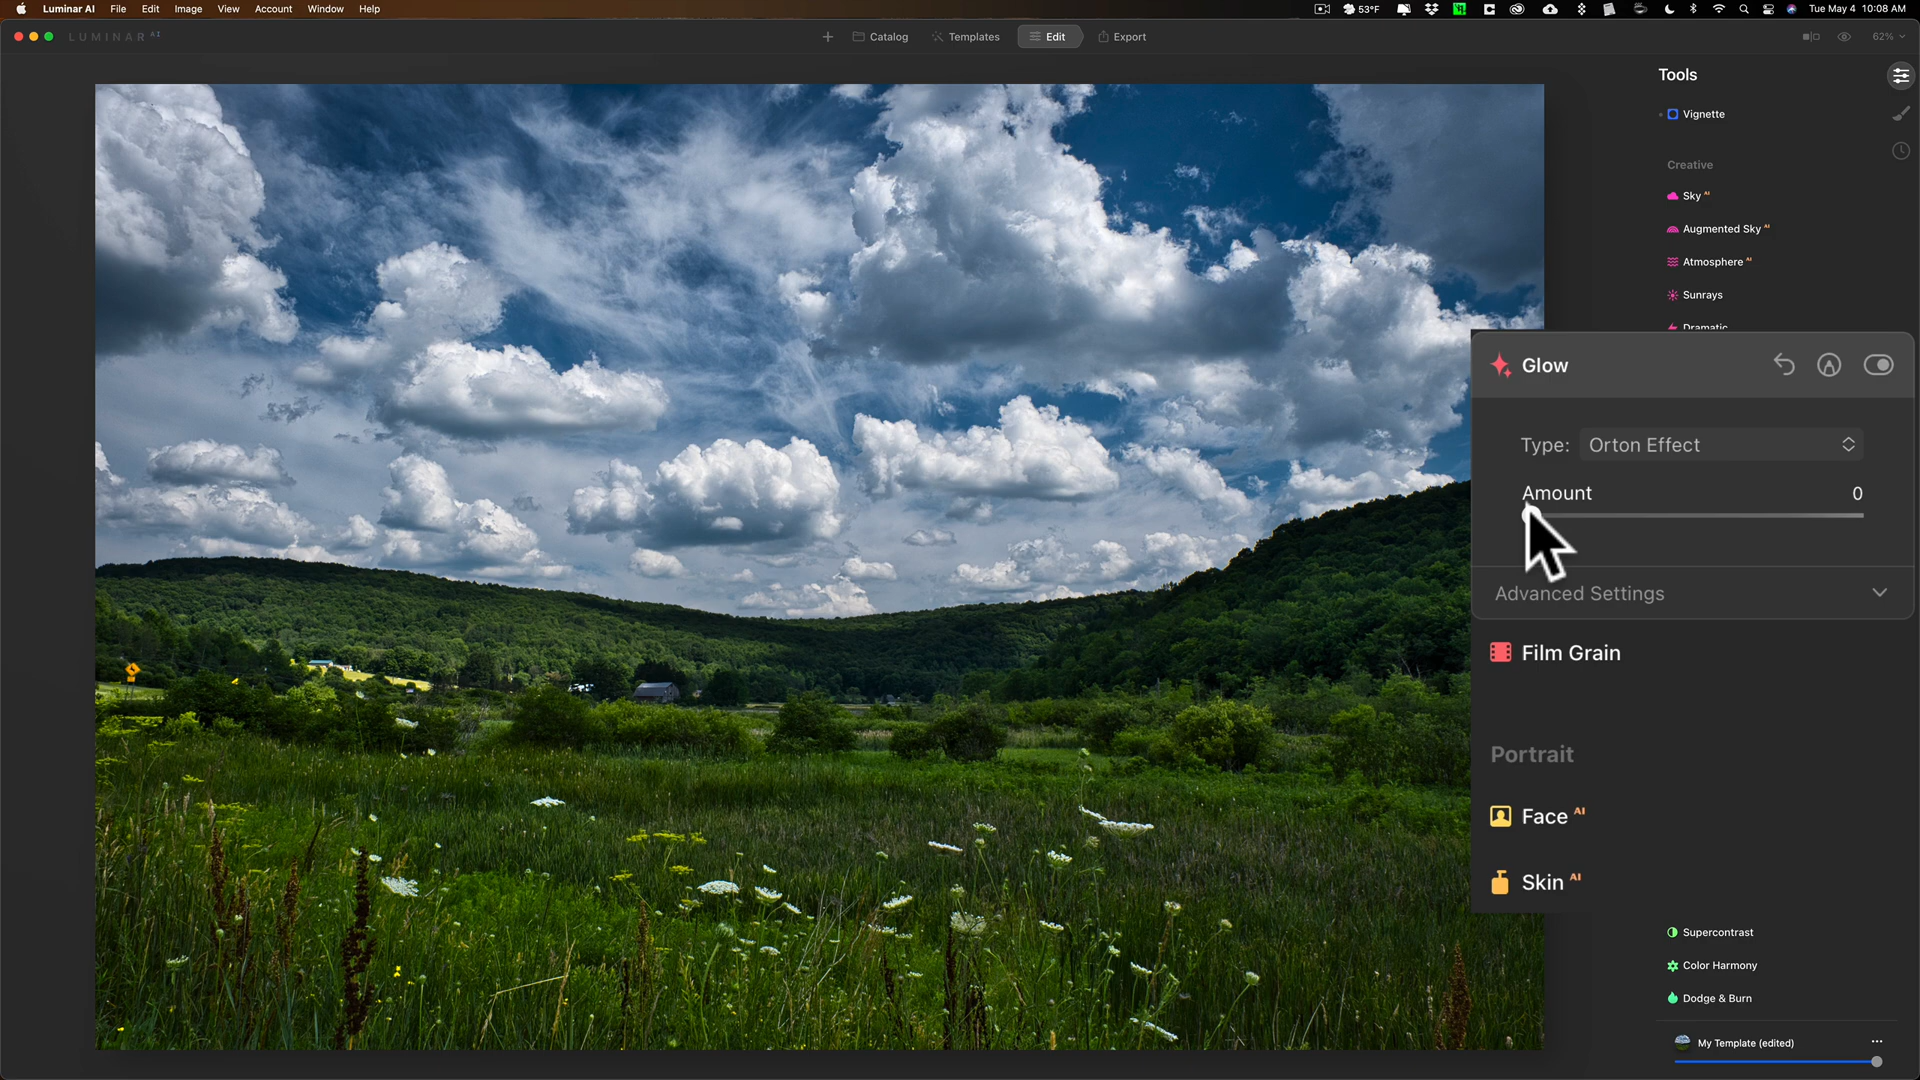 Luminar AI File Edit Image View Account Window Help 53°F Tue May 4 10:08 AM
LUMINAR AI Catalog Templates Edit Export 62%
Tools
Vignette
Creative
Sky AI
Augmented Sky AI
Atmosphere AI
Sunrays
Dramatic
Glow
Type: Orton Effect
Amount 0
Advanced Settings
Film Grain
Portrait
Face AI
Skin AI
Supercontrast
Color Harmony
Dodge & Burn
My Template (edited)